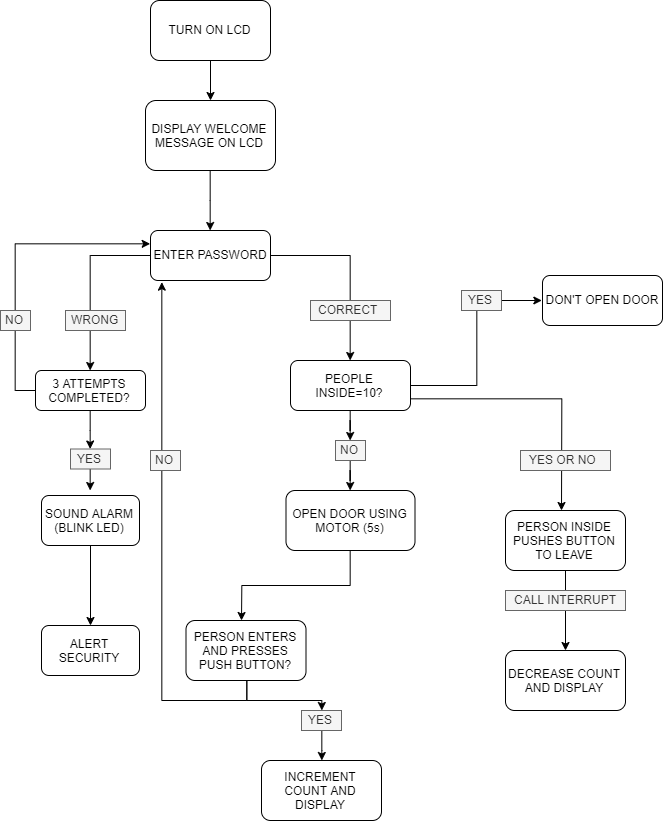 TURN ON LCD
DISPLAY WELCOME
MESSAGE ON LCD
ENTER PASSWORD
NO
WRONG
CORRECT
YES
DON'T OPEN DOOR
3 ATTEMPTS
COMPLETED?
PEOPLE
INSIDE=10?
YES
NO
NO
YES OR NO
SOUND ALARM
(BLINK LED)
OPEN DOOR USING
MOTOR (5s)
PERSON INSIDE
PUSHES BUTTON
TO LEAVE
CALL INTERRUPT
ALERT
SECURITY
PERSON ENTERS
AND PRESSES
PUSH BUTTON?
DECREASE COUNT
AND DISPLAY
YES
INCREMENT
COUNT AND
DISPLAY